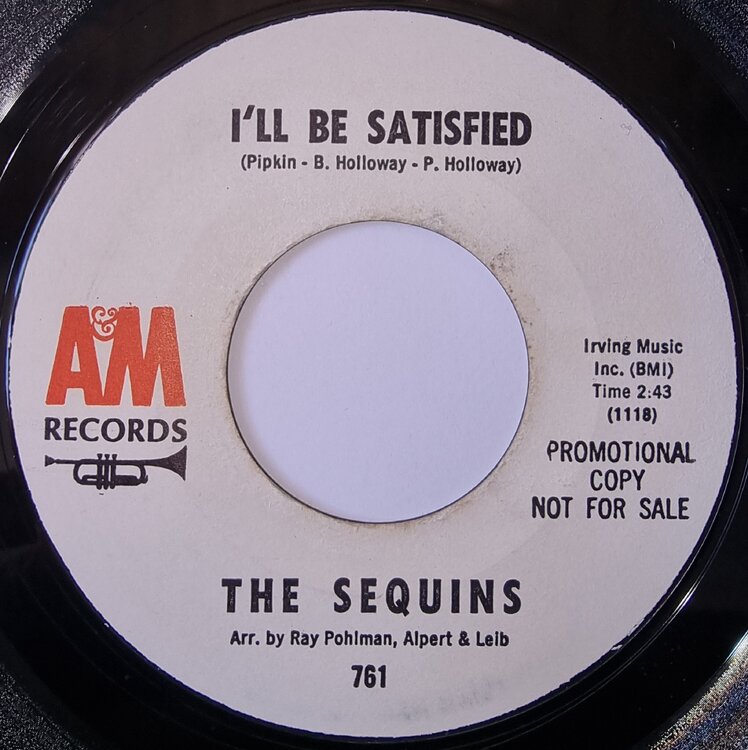 I'LL BE SATISFIED
(Pipkin - B. Holloway - P. Holloway)
A&M
RECORDS
Irving Music
Inc. (BMI)
Time 2:43
(1118)
PROMOTIONAL
COPY
NOT FOR SALE
THE SEQUINS
Arr. by Ray Pohlman, Alpert & Leib
761